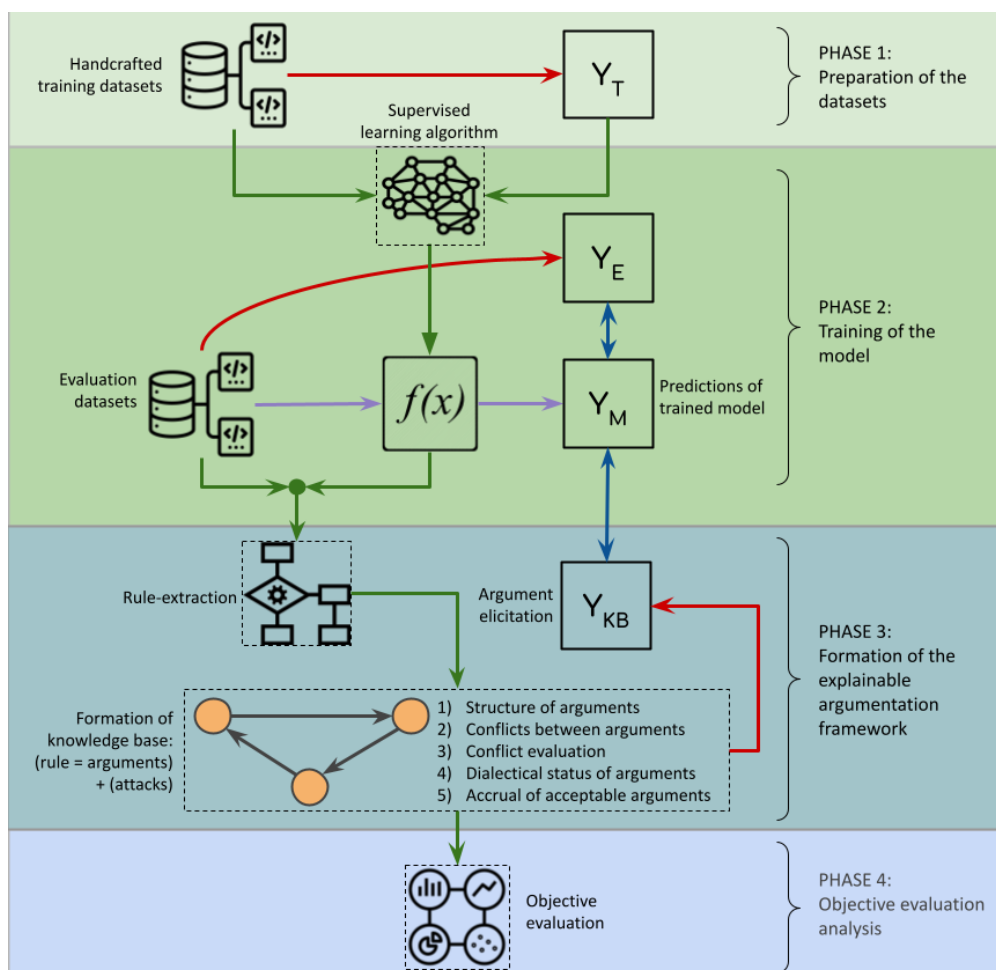 Handcrafted
training datasets
</>
...
</>
...
Y_T
PHASE 1:
Preparation of the
datasets
Supervised
learning algorithm
Y_E
PHASE 2:
Training of the
model
Evaluation
datasets
</>
...
</>
...
f(x)
Y_M
Predictions of
trained model
Rule-extraction
Argument
elicitation
Y_KB
PHASE 3:
Formation of the
explainable
argumentation
framework
Formation of
knowledge base:
(rule = arguments)
+ (attacks)
1) Structure of arguments
2) Conflicts between arguments
3) Conflict evaluation
4) Dialectical status of arguments
5) Accrual of acceptable arguments
Objective
evaluation
PHASE 4:
Objective evaluation
analysis